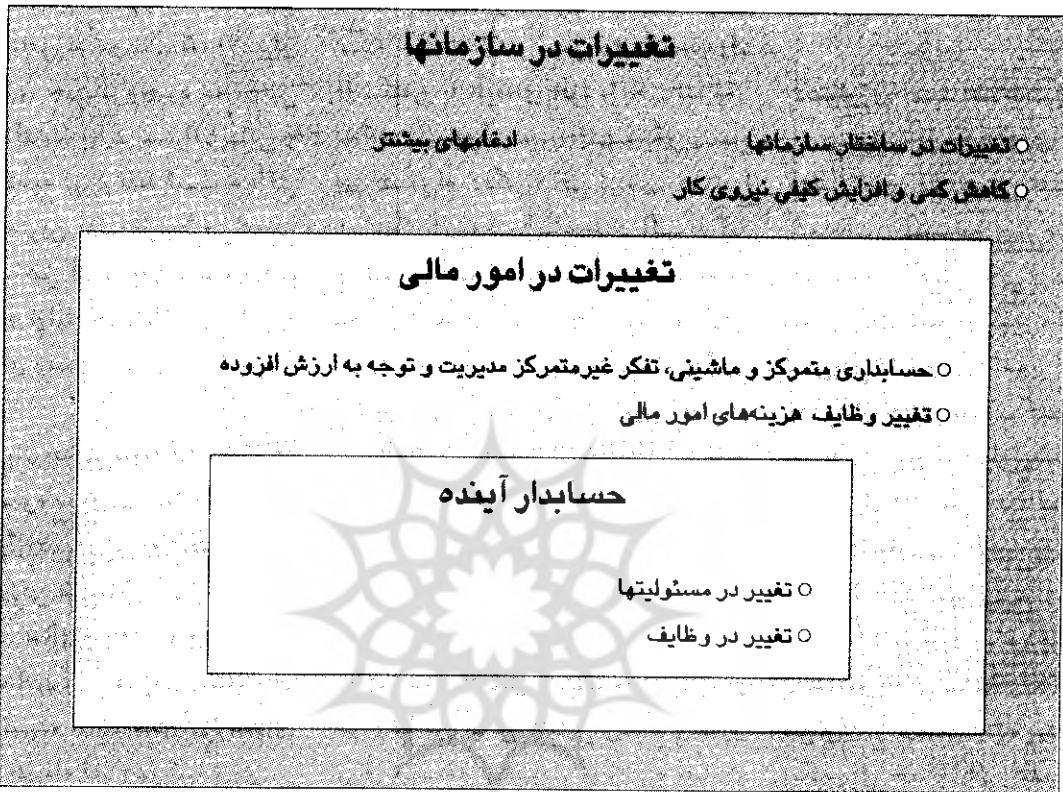 تغییرات در سازمانها
○ تغییرات در ساختار سازمانها ادغامهای بیشتر
○ کاهش کمی و افزایش کیفی نیروی کار
تغییرات در امور مالی
○ حسابداری متمرکز و ماشینی، تفکر غیرمتمرکز مدیریت و توجه به ارزش افزوده
○ تغییر وظایف هزینه‌های امور مالی
حسابدار آینده
○ تغییر در مسئولیتها
○ تغییر در وظایف